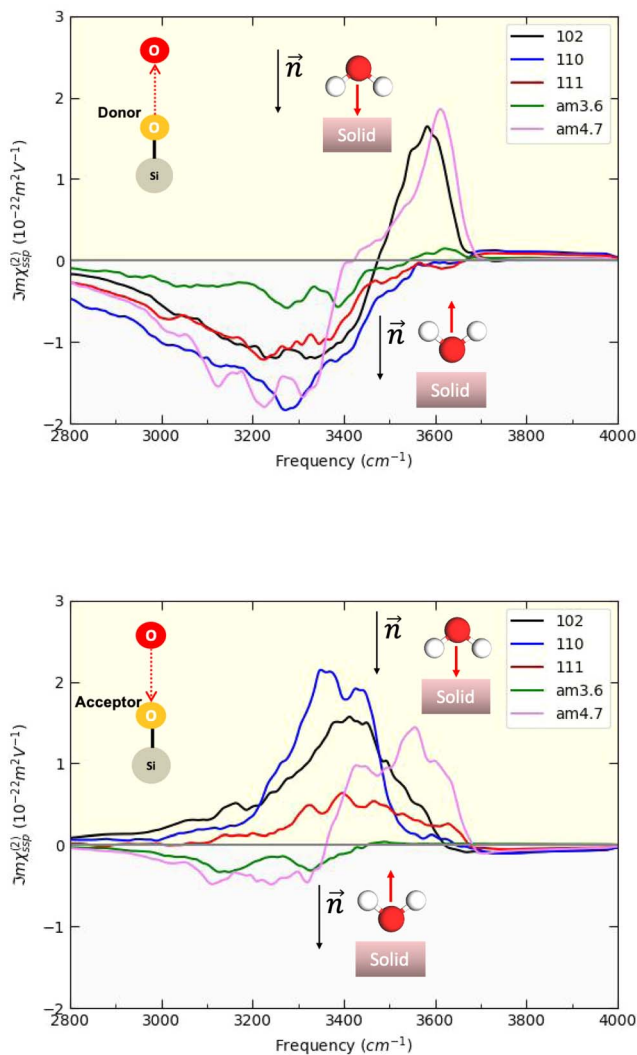 3
2
1
0
−1
−2
2800
3000
3200
3400
3600
3800
4000
Frequency (cm⁻¹)
ℑmχ⁽²⁾ssp (10⁻²²m²V⁻¹)
O
Donor
O
Si
n⃗
Solid
102
110
111
am3.6
am4.7
n⃗
Solid
3
2
1
0
−1
−2
2800
3000
3200
3400
3600
3800
4000
Frequency (cm⁻¹)
ℑmχ⁽²⁾ssp (10⁻²²m²V⁻¹)
O
Acceptor
O
Si
n⃗
Solid
102
110
111
am3.6
am4.7
n⃗
Solid